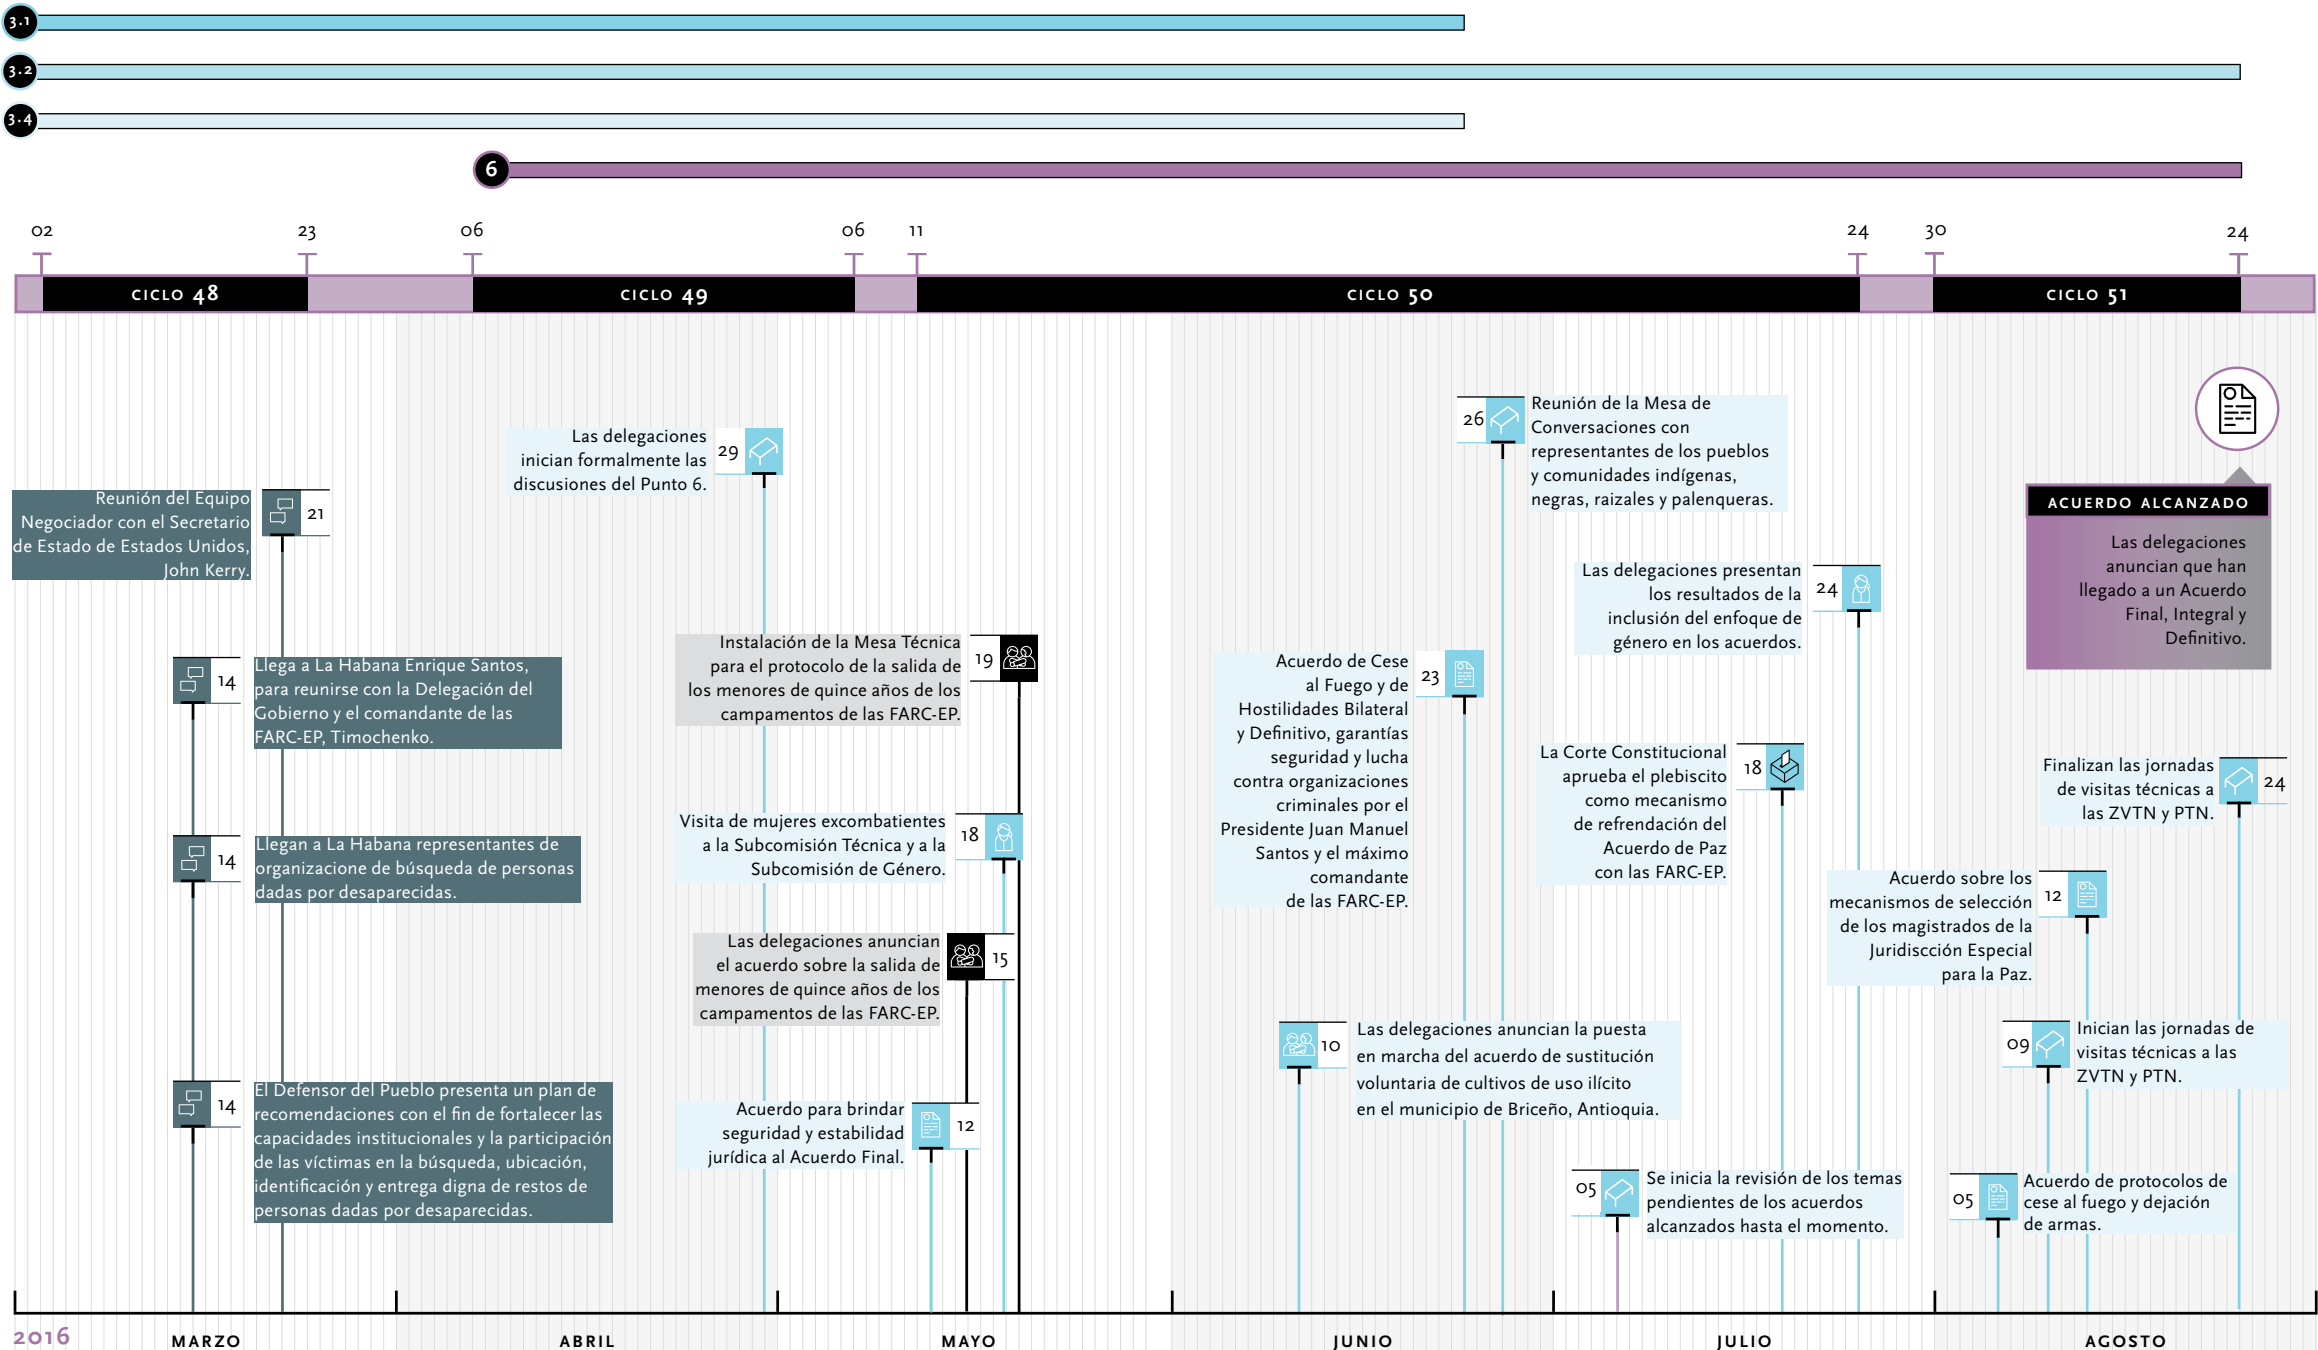 3.1
3.2
3.4
6
02
23
06
06
11
24
30
24
CICLO 48
CICLO 49
CICLO 50
CICLO 51
Reunión del Equipo
Negociador con el Secretario
de Estado de Estados Unidos,
John Kerry.
21
14
Llega a La Habana Enrique Santos,
para reunirse con la Delegación del
Gobierno y el comandante de las
FARC-EP, Timochenko.
14
Llegan a La Habana representantes de
organizacione de búsqueda de personas
dadas por desaparecidas.
14
El Defensor del Pueblo presenta un plan de
recomendaciones con el fin de fortalecer las
capacidades institucionales y la participación
de las víctimas en la búsqueda, ubicación,
identificación y entrega digna de restos de
personas dadas por desaparecidas.
Las delegaciones
inician formalmente las
discusiones del Punto 6.
29
Instalación de la Mesa Técnica
para el protocolo de la salida de
los menores de quince años de los
campamentos de las FARC-EP.
19
Visita de mujeres excombatientes
a la Subcomisión Técnica y a la
Subcomisión de Género.
18
Las delegaciones anuncian
el acuerdo sobre la salida de
menores de quince años de los
campamentos de las FARC-EP.
15
Acuerdo para brindar
seguridad y estabilidad
jurídica al Acuerdo Final.
12
26
Reunión de la Mesa de
Conversaciones con
representantes de los pueblos
y comunidades indígenas,
negras, raizales y palenqueras.
Acuerdo de Cese
al Fuego y de
Hostilidades Bilateral
y Definitivo, garantías
seguridad y lucha
contra organizaciones
criminales por el
Presidente Juan Manuel
Santos y el máximo
comandante
de las FARC-EP.
23
10
Las delegaciones anuncian la puesta
en marcha del acuerdo de sustitución
voluntaria de cultivos de uso ilícito
en el municipio de Briceño, Antioquia.
Las delegaciones presentan
los resultados de la
inclusión del enfoque de
género en los acuerdos.
24
La Corte Constitucional
aprueba el plebiscito
como mecanismo
de refrendación del
Acuerdo de Paz
con las FARC-EP.
18
05
Se inicia la revisión de los temas
pendientes de los acuerdos
alcanzados hasta el momento.
ACUERDO ALCANZADO
Las delegaciones
anuncian que han
llegado a un Acuerdo
Final, Integral y
Definitivo.
Finalizan las jornadas
de visitas técnicas a
las ZVTN y PTN.
24
Acuerdo sobre los
mecanismos de selección
de los magistrados de la
Juridiscción Especial
para la Paz.
12
09
Inician las jornadas de
visitas técnicas a las
ZVTN y PTN.
05
Acuerdo de protocolos de
cese al fuego y dejación
de armas.
2016
MARZO
ABRIL
MAYO
JUNIO
JULIO
AGOSTO